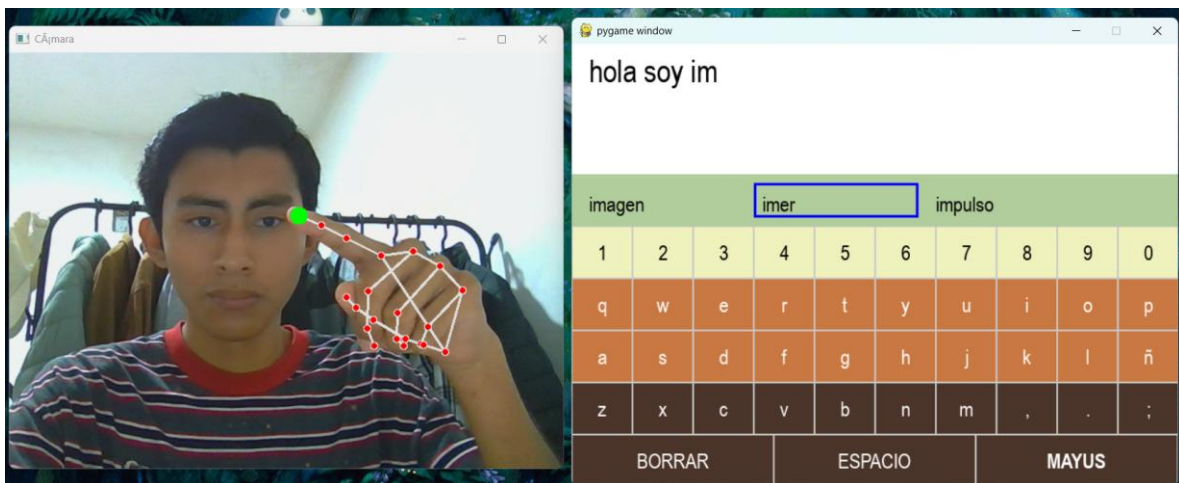 CÃ¡mara
pygame window
hola soy im
imagen imer impulso
1 2 3 4 5 6 7 8 9 0
q w e r t y u i o p
a s d f g h j k l ñ
z x c v b n m , . ;
BORRAR ESPACIO MAYUS